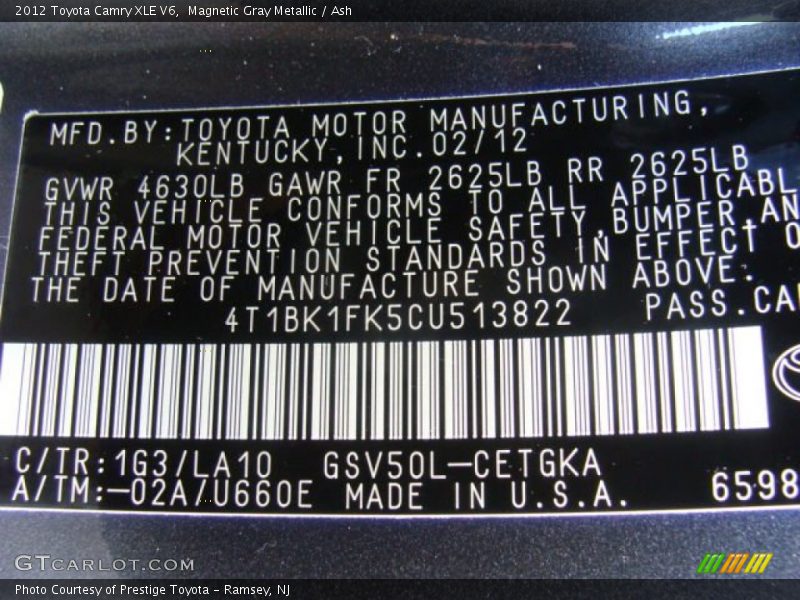 2012 Toyota Camry XLE V6,  Magnetic Gray Metallic / Ash
MFD.BY:TOYOTA MOTOR MANUFACTURING,
KENTUCKY,INC.02/12
GVWR 4630LB GAWR FR 2625LB RR 2625LB
THIS VEHICLE CONFORMS TO ALL APPLICABL
FEDERAL MOTOR VEHICLE SAFETY,BUMPER,AN
THEFT PREVENTION STANDARDS IN EFFECT O
THE DATE OF MANUFACTURE SHOWN ABOVE.
4T1BK1FK5CU513822 PASS.CAR
C/TR:1G3/LA10 GSV50L-CETGKA
A/TM:-02A/U660E MADE IN U.S.A. 6598
GTCARLOT.COM
Photo Courtesy of Prestige Toyota - Ramsey, NJ